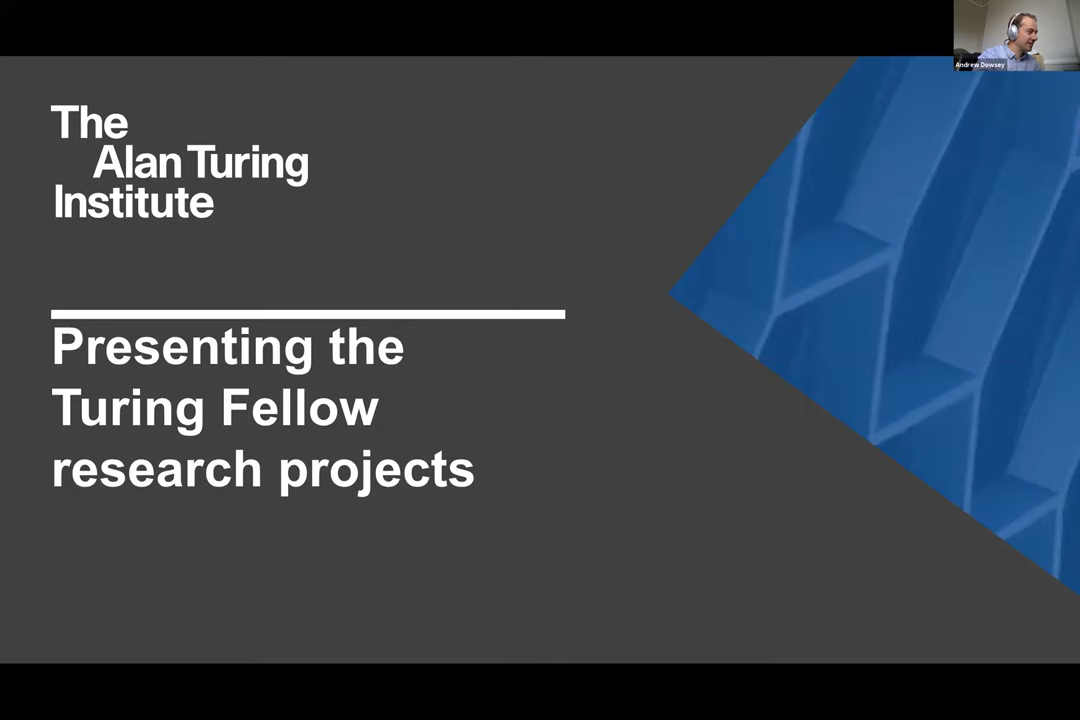 Andrew Dowsey
The
Alan Turing
Institute
Presenting the
Turing Fellow
research projects